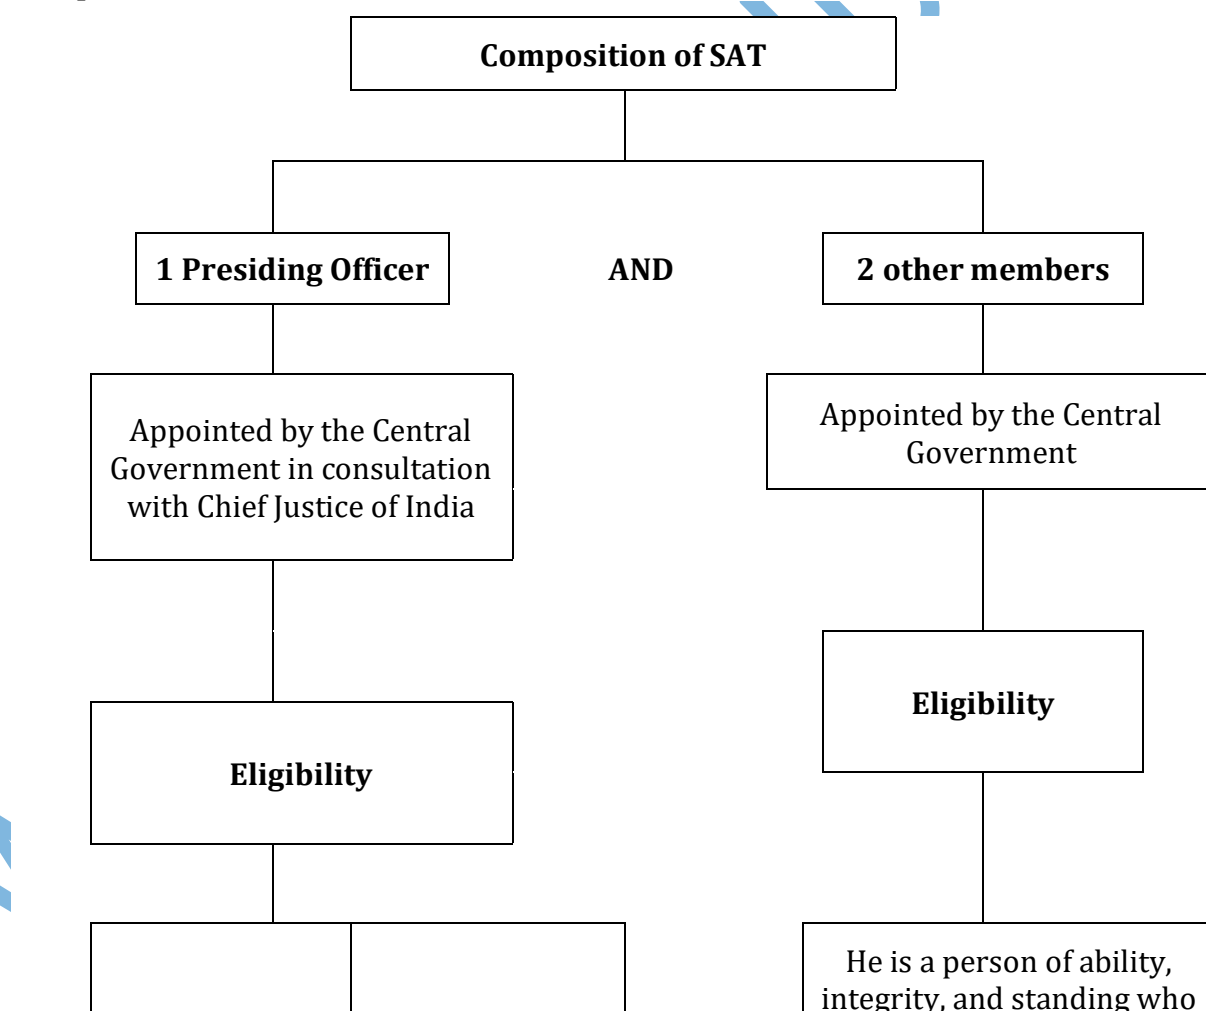 Composition of SAT
1 Presiding Officer
AND
2 other members
Appointed by the Central
Government in consultation
with Chief Justice of India
Appointed by the Central
Government
Eligibility
Eligibility
He is a person of ability,
integrity, and standing who